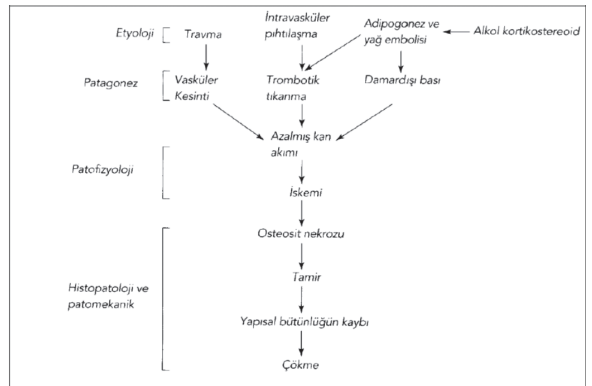 Etyoloji
Travma
İntravasküler
pıhtılaşma
Adipogonez ve
yağ embolisi
Alkol kortikostereoid
Patagonez
Vasküler
Kesinti
Trombotik
tıkanma
Damardışı bası
Azalmış kan
akımı
Patofizyoloji
İskemi
Osteosit nekrozu
Tamir
Histopatoloji ve
patomekanik
Yapısal bütünlüğün kaybı
Çökme